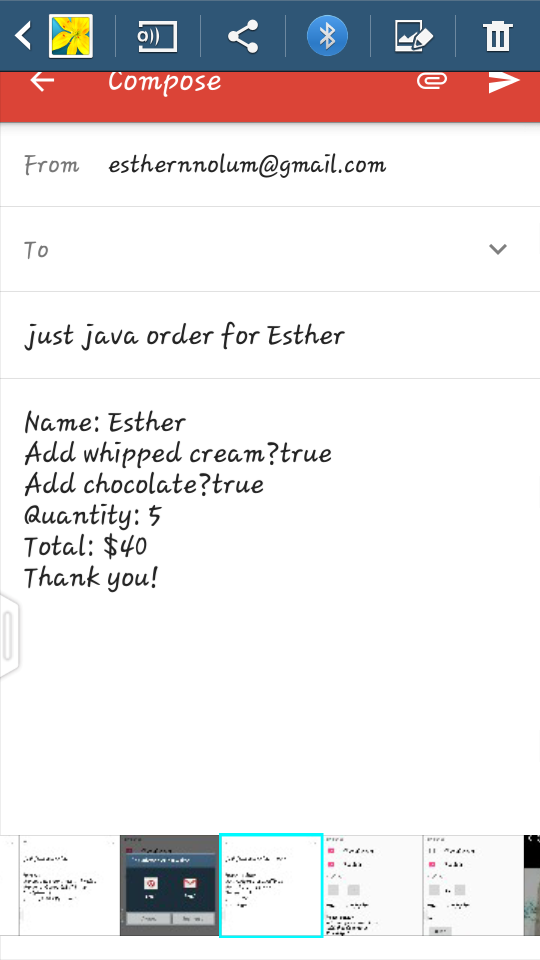 Compose
From esthernnolum@gmail.com
To
just java order for Esther
Name: Esther
Add whipped cream?true
Add chocolate?true
Quantity: 5
Total: $40
Thank you!